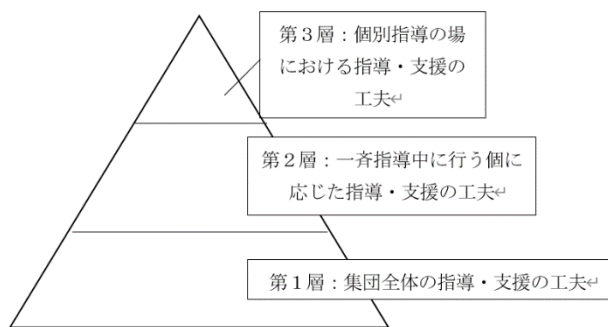 第３層：個別指導の場
における指導・支援の
工夫↵
第２層：一斉指導中に行う個に
応じた指導・支援の工夫↵
第１層：集団全体の指導・支援の工夫↵